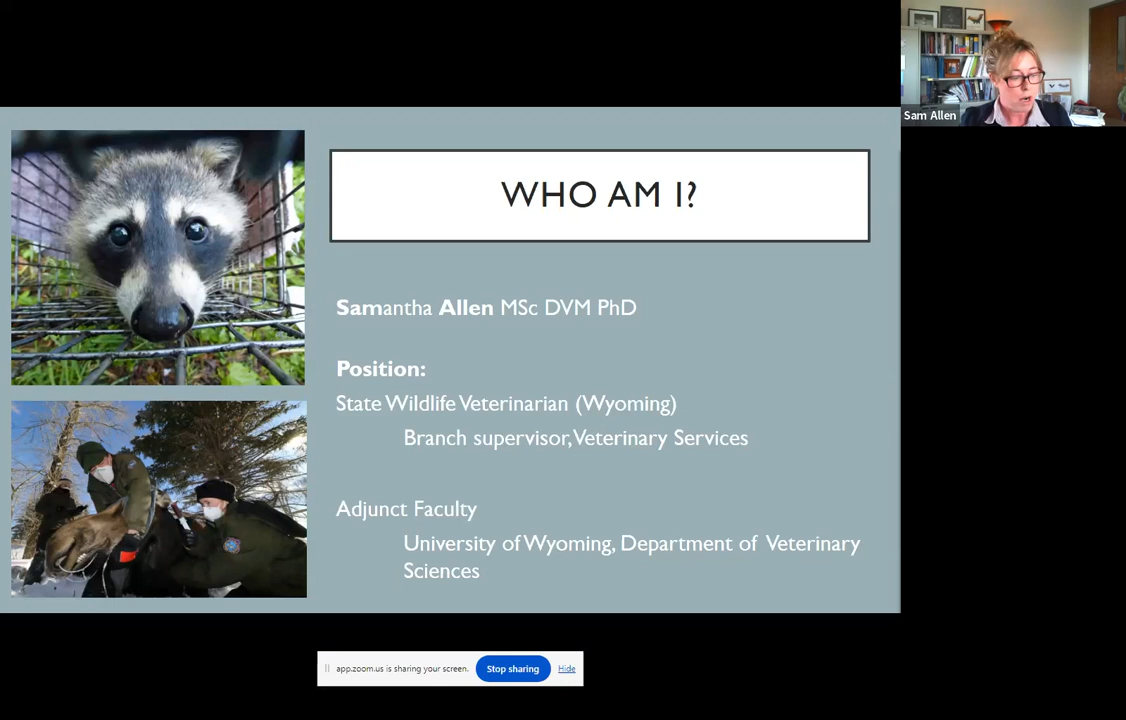 Sam Allen
WHO AM I?
Samantha Allen MSc DVM PhD
Position:
State Wildlife Veterinarian (Wyoming)
Branch supervisor, Veterinary Services
Adjunct Faculty
University of Wyoming, Department of Veterinary
Sciences
app.zoom.us is sharing your screen.
Stop sharing
Hide